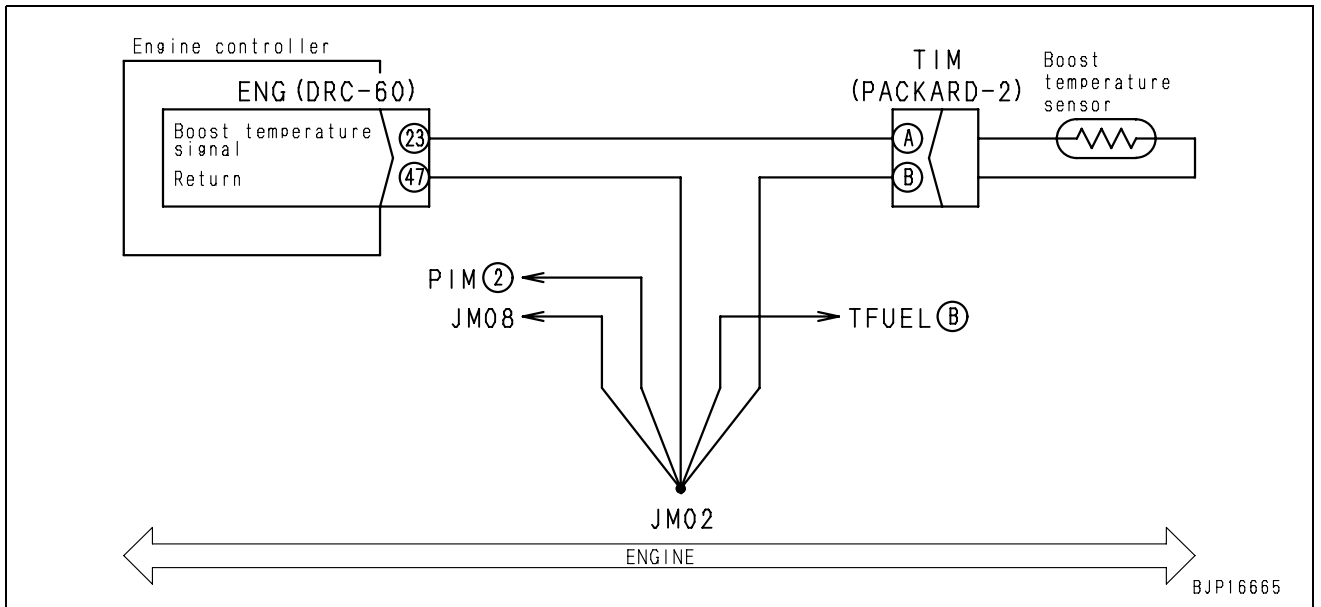 Engine controller
ENG (DRC-60)
TIM
(PACKARD-2)
Boost
temperature
sensor
Boost temperature
signal
23
A
Return
47
B
PIM 2
JM08
TFUEL B
JM02
ENGINE
BJP16665